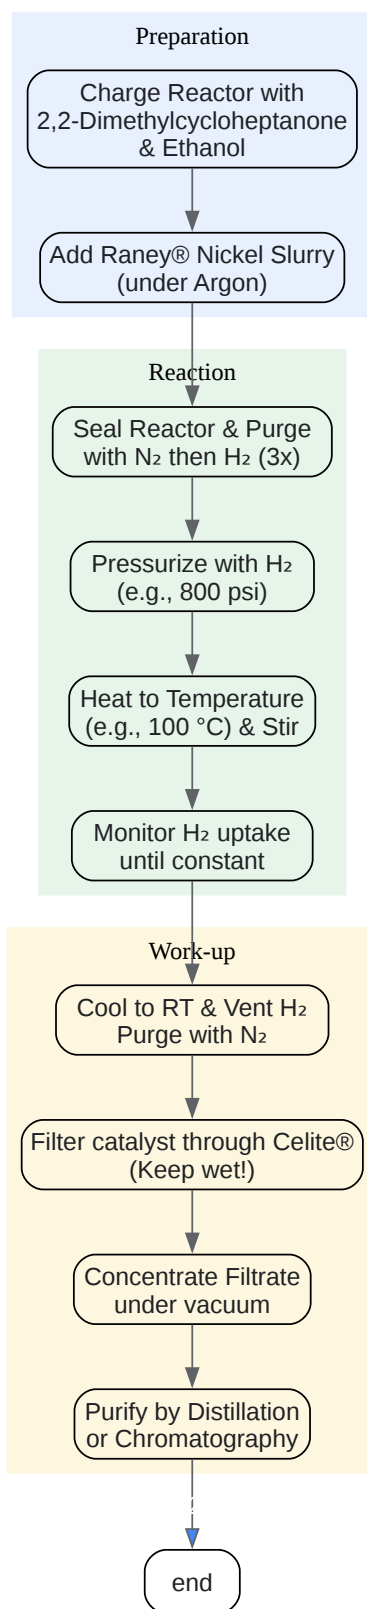 Preparation
Charge Reactor with
2,2-Dimethylcycloheptanone
& Ethanol
Add Raney® Nickel Slurry
(under Argon)
Reaction
Seal Reactor & Purge
with N₂ then H₂ (3x)
Pressurize with H₂
(e.g., 800 psi)
Heat to Temperature
(e.g., 100 °C) & Stir
Monitor H₂ uptake
until constant
Work-up
Cool to RT & Vent H₂
Purge with N₂
Filter catalyst through Celite®
(Keep wet!)
Concentrate Filtrate
under vacuum
Purify by Distillation
or Chromatography
end